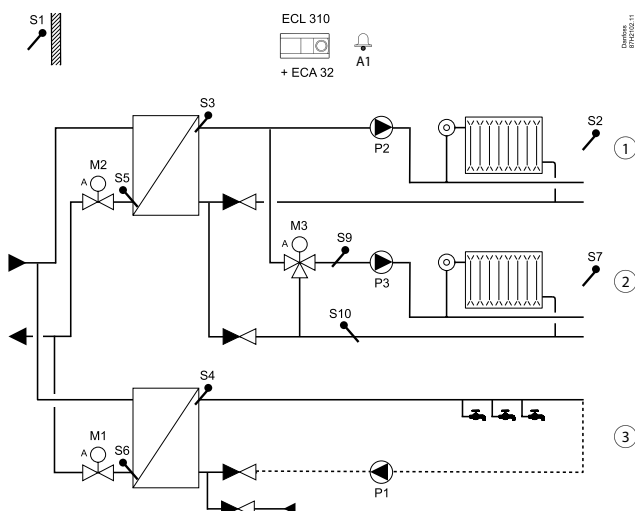 S1
ECL 310
+ ECA 32
A1
Danfoss
87H2102.11
S3
M2
A
S5
P2
S2
1
M3
A
S9
P3
S7
2
S10
S4
M1
A
S6
P1
3